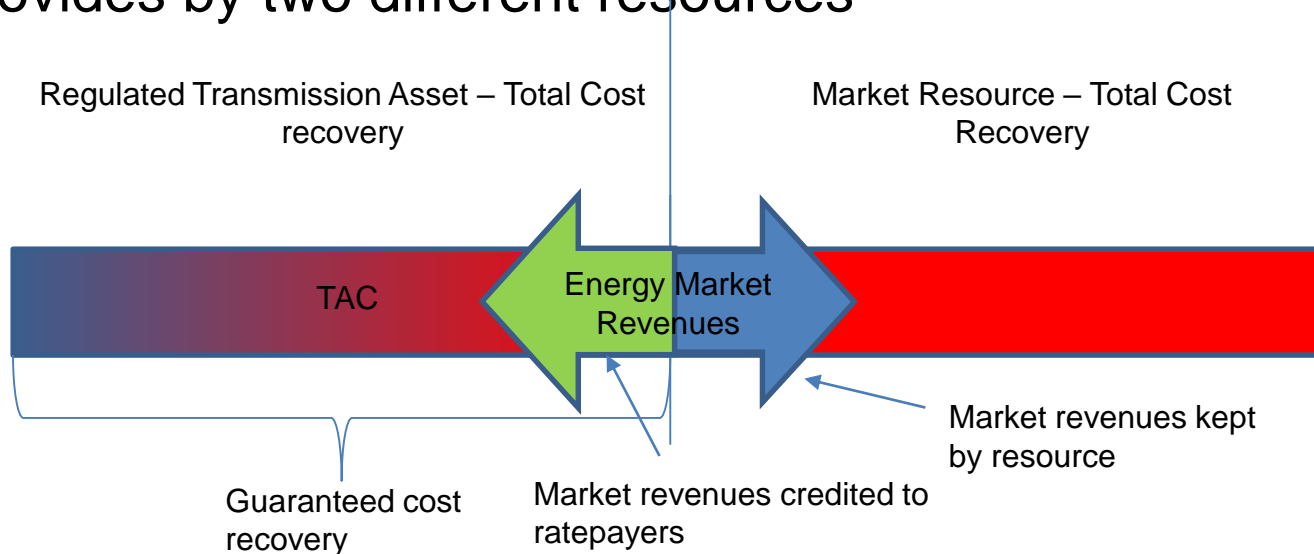 ovides by two different resources
Regulated Transmission Asset – Total Cost
recovery
Market Resource – Total Cost
Recovery
TAC
Energy Market
Revenues
Market revenues kept
by resource
Guaranteed cost
recovery
Market revenues credited to
ratepayers